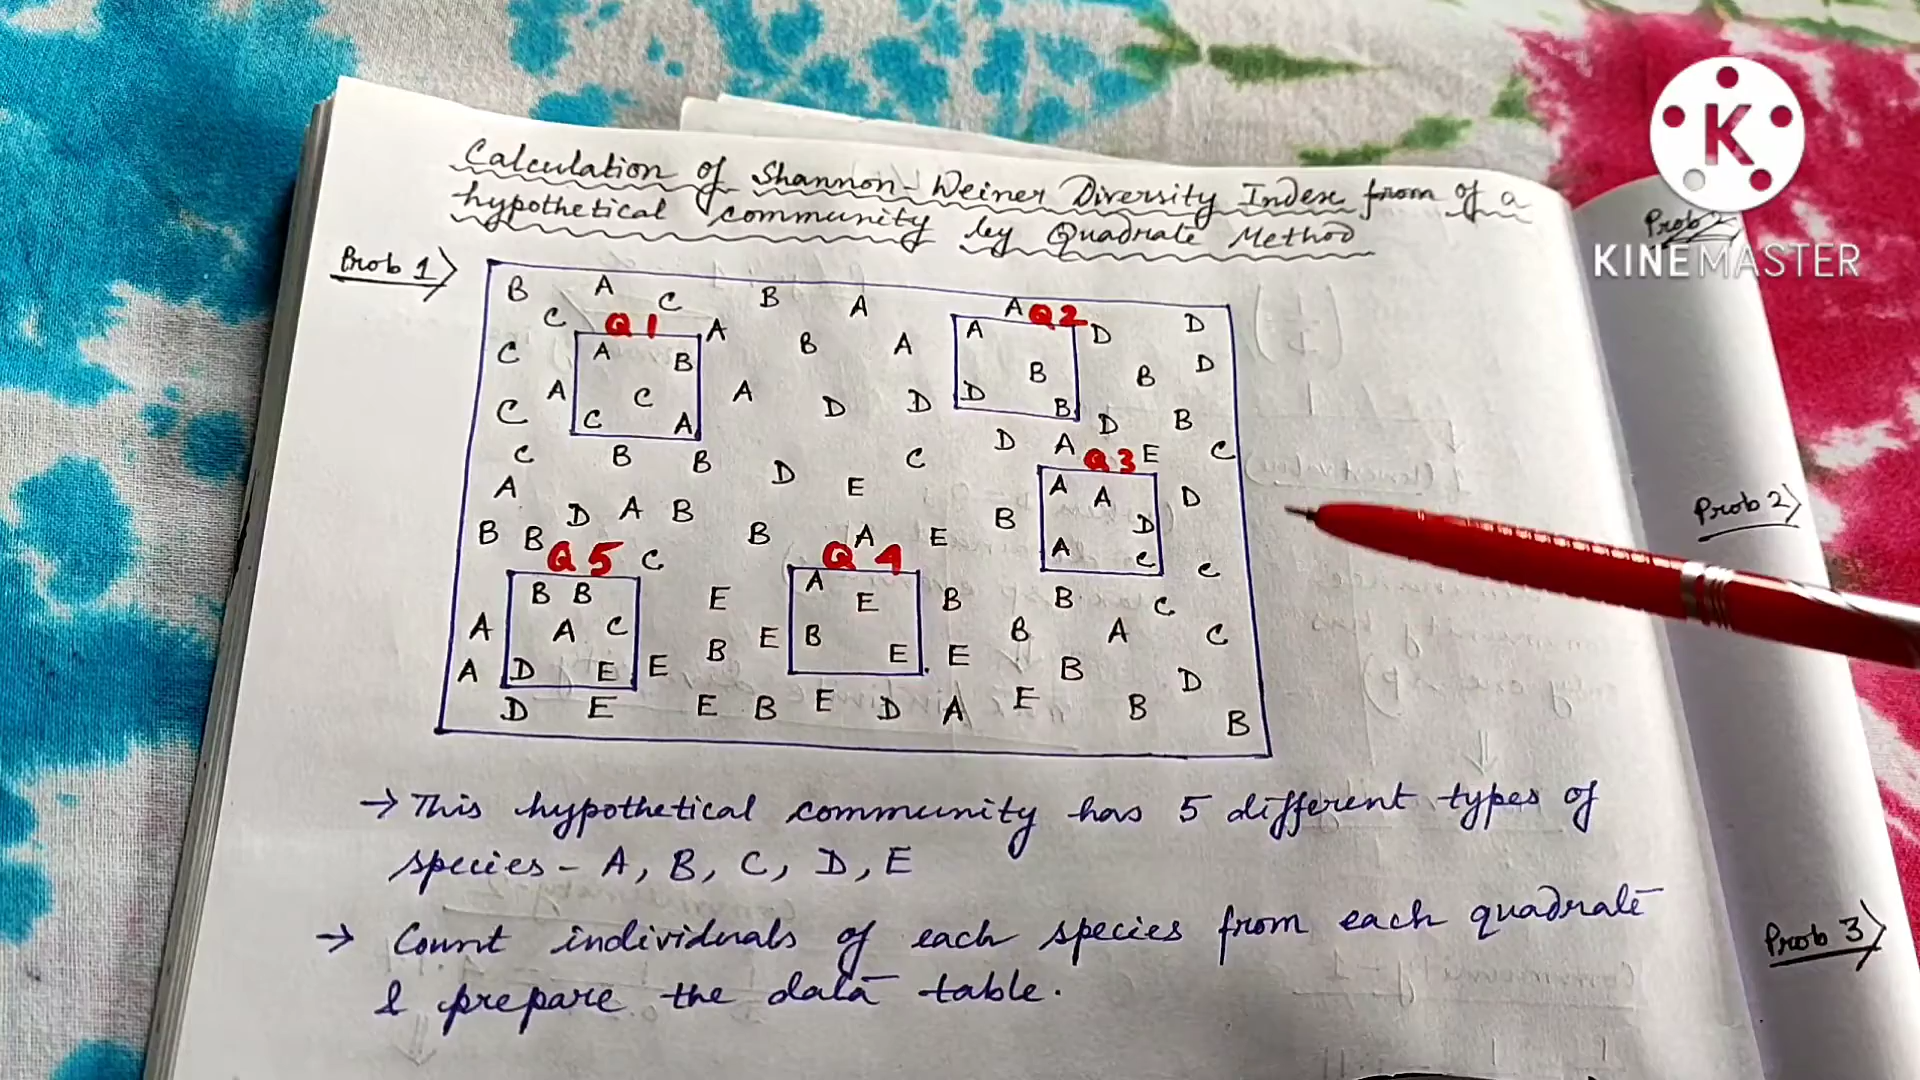 Calculation of Shannon-Weiner Diversity Index from of a
hypothetical community by Quadrate Method
Prob 1
B A C B A A Q2 D D
C Q1 A B A A D
C A B B B D
A C A D D D B
C C A D B
C B B D C D A Q3 E C
A E A A D
D A B B D
B B B A E A C
Q5 C Q4 C
B B E A E B B C
A A C B E B B A C
A D E E B E E B D
D E E B E D A E B B
→ This hypothetical community has 5 different types of
species - A, B, C, D, E
→ Count individuals of each species from each quadrate
& prepare the data table.
Prob 2
Prob 2
Prob 3
K
KINEMASTER